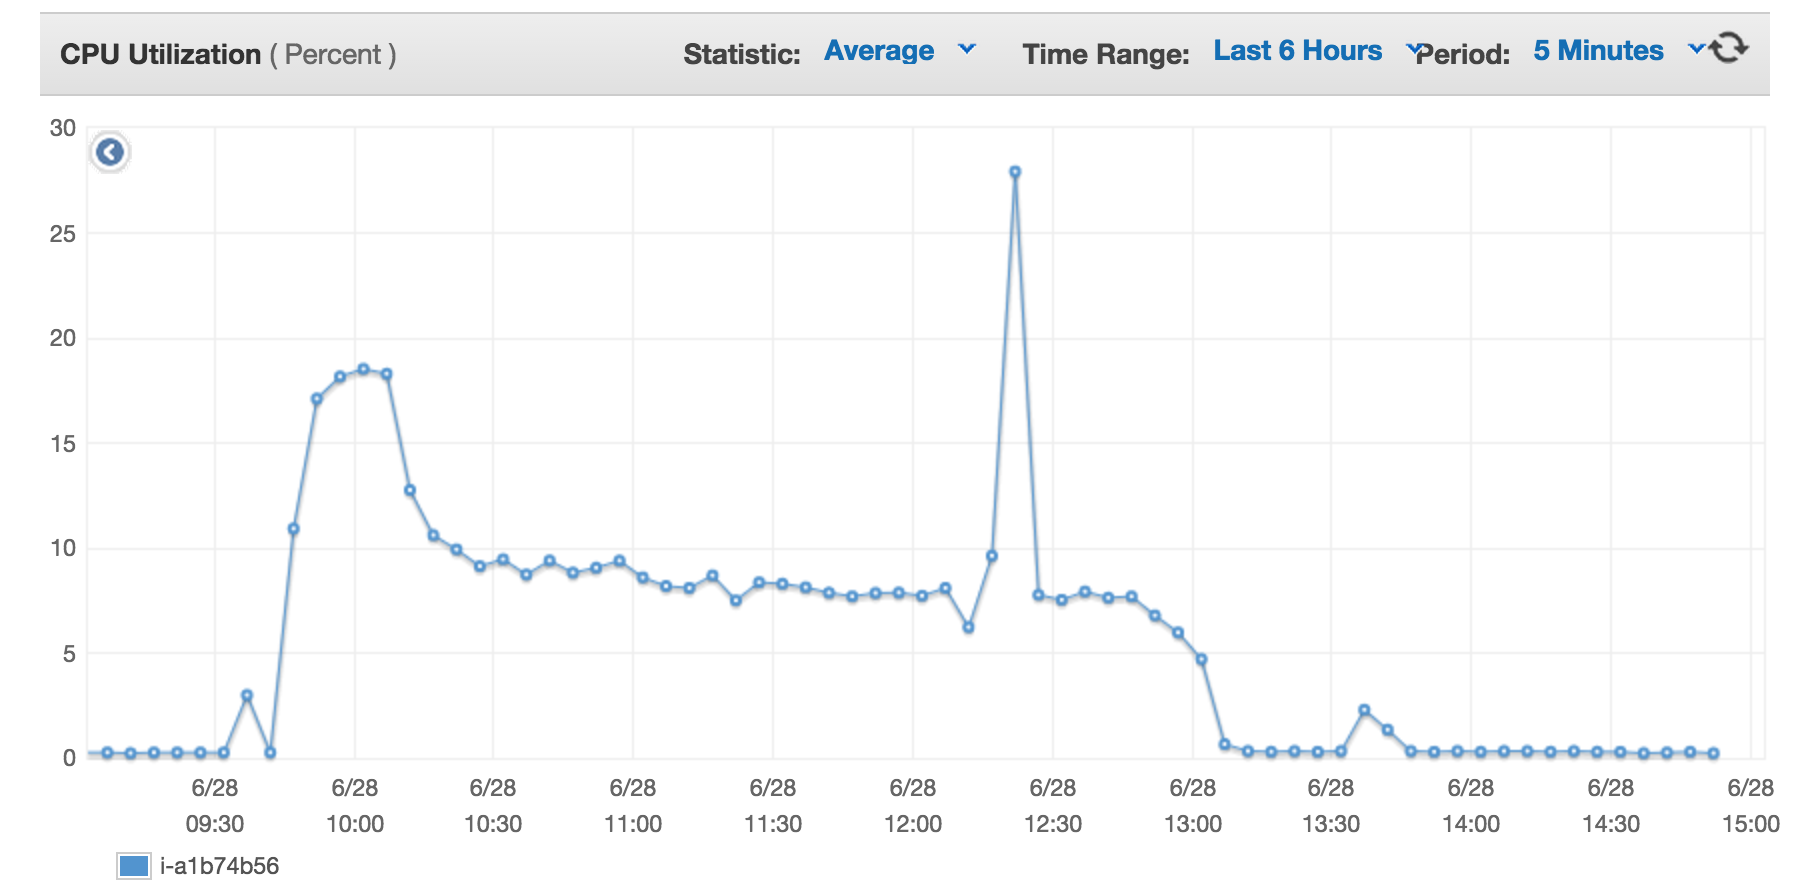 CPU Utilization ( Percent ) Statistic: Average Time Range: Last 6 Hours Period: 5 Minutes
30
25
20
15
10
5
0
6/28 6/28 6/28 6/28 6/28 6/28 6/28 6/28 6/28 6/28 6/28 6/28
09:30 10:00 10:30 11:00 11:30 12:00 12:30 13:00 13:30 14:00 14:30 15:00
i-a1b74b56